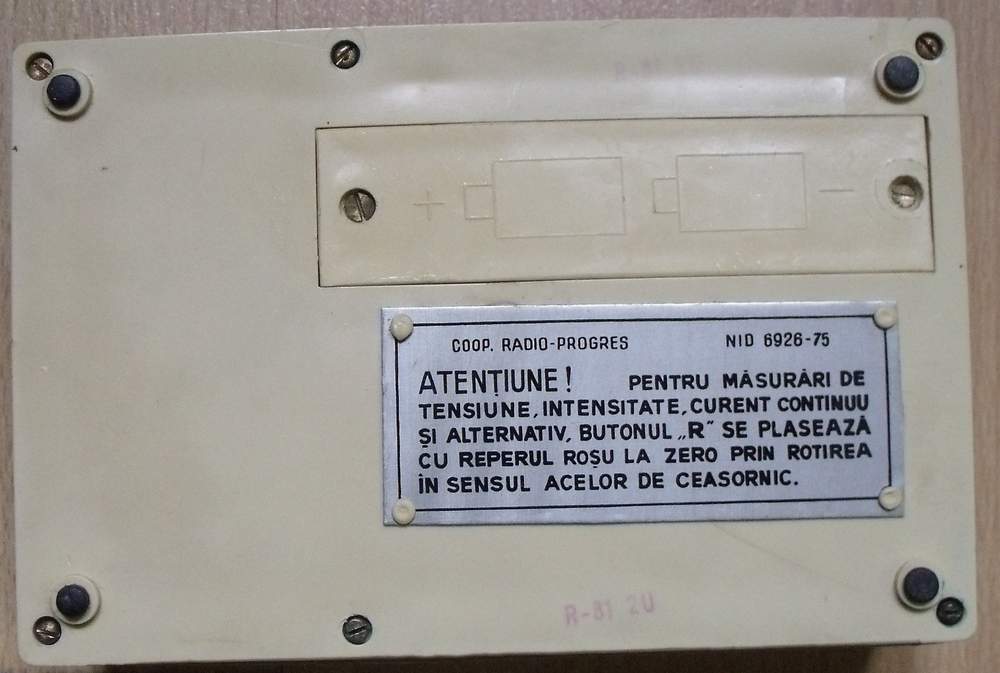 COOP. RADIO-PROGRES NID 6926-75
ATENȚIUNE! PENTRU MĂSURĂRI DE
TENSIUNE, INTENSITATE, CURENT CONTINUU
ȘI ALTERNATIV, BUTONUL „R” SE PLASEAZĂ
CU REPERUL ROȘU LA ZERO PRIN ROTIREA
ÎN SENSUL ACELOR DE CEASORNIC.
R-81 2U